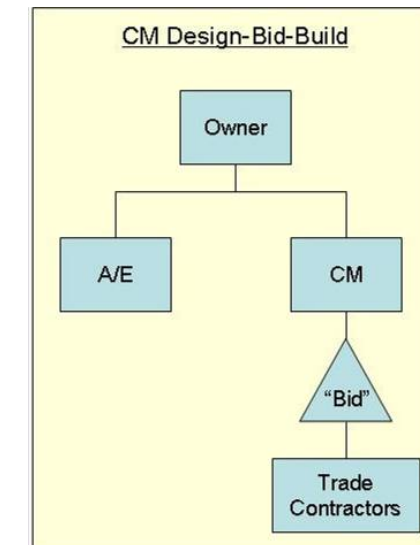 CM Design-Bid-Build
Owner
A/E
CM
“Bid”
Trade
Contractors